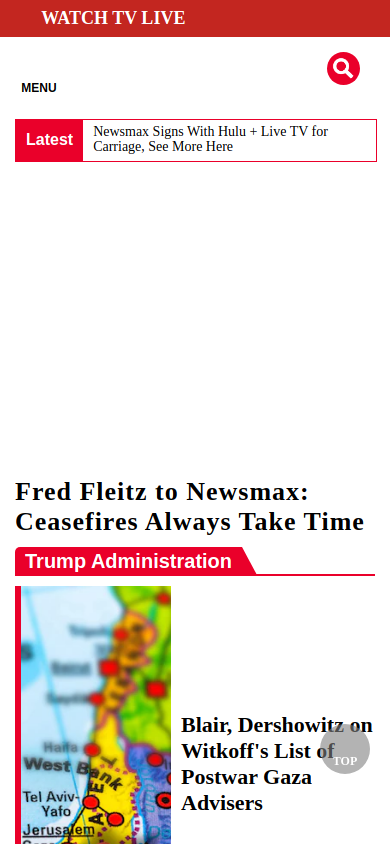 WATCH TV LIVE
MENU
Latest
Newsmax Signs With Hulu + Live TV for
Carriage, See More Here
Fred Fleitz to Newsmax:
Ceasefires Always Take Time
Trump Administration
Tripoli
Beirut
Haifa
West Bank
Tel Aviv-
Yafo
Jerusalem
Blair, Dershowitz on
Witkoff's List of
Postwar Gaza
Advisers
TOP